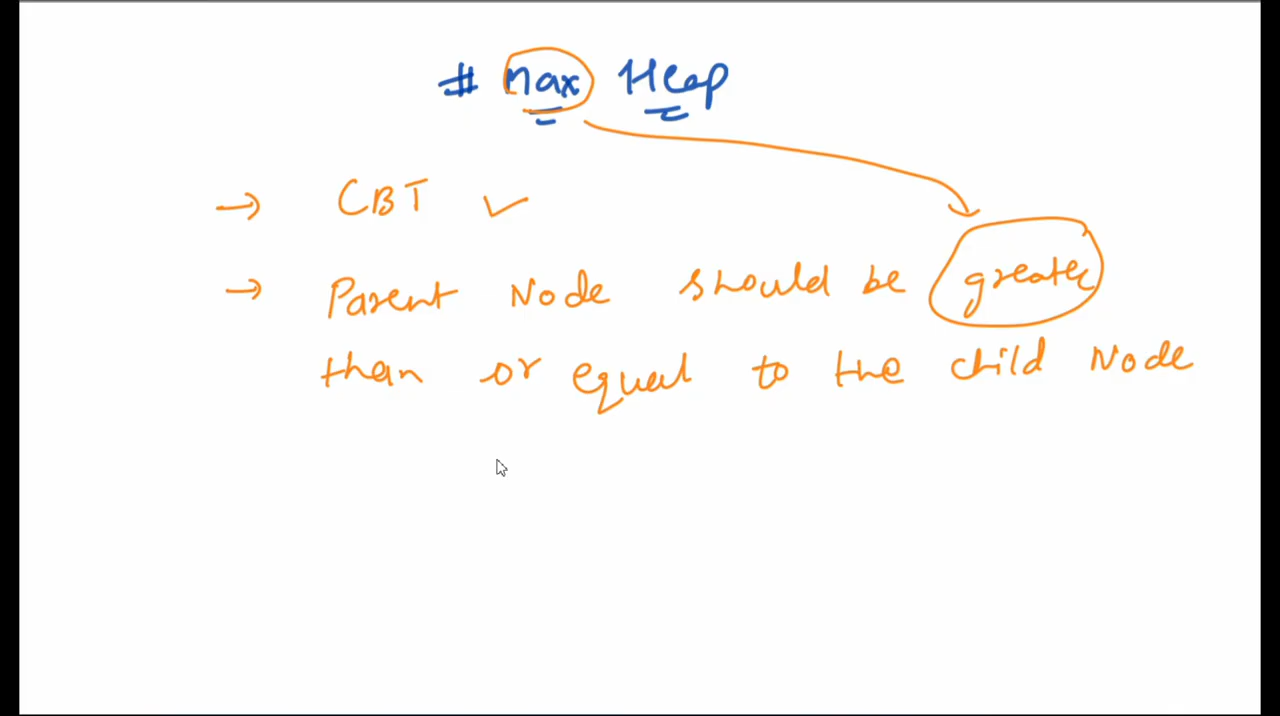 # Max Heap
→ CBT ✓
→ Parent Node should be greater
than or equal to the child Node